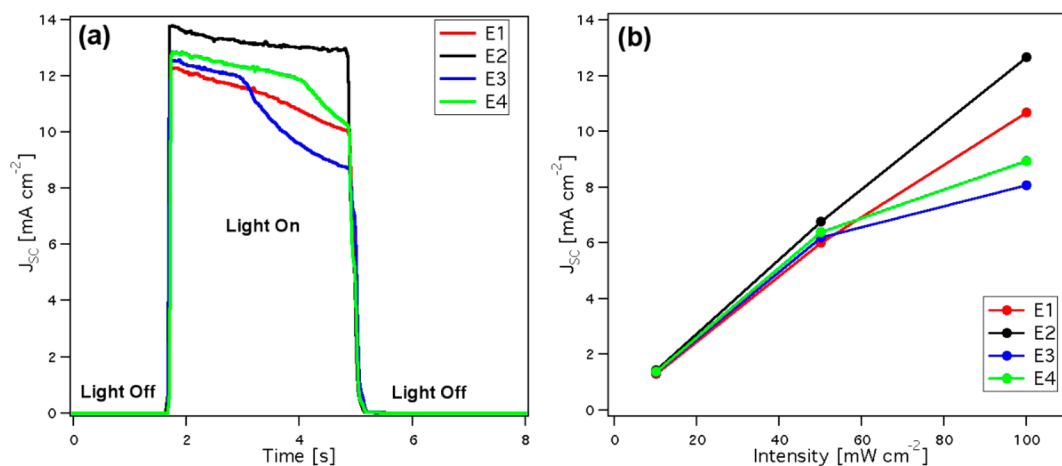 (a)
E1
E2
E3
E4
14
12
10
8
6
4
2
0
J_SC [mA cm⁻²]
Light On
Light Off
Light Off
0
2
4
6
8
Time [s]
(b)
14
12
10
8
6
4
2
0
J_SC [mA cm⁻²]
E1
E2
E3
E4
0
20
40
60
80
100
Intensity [mW cm⁻²]